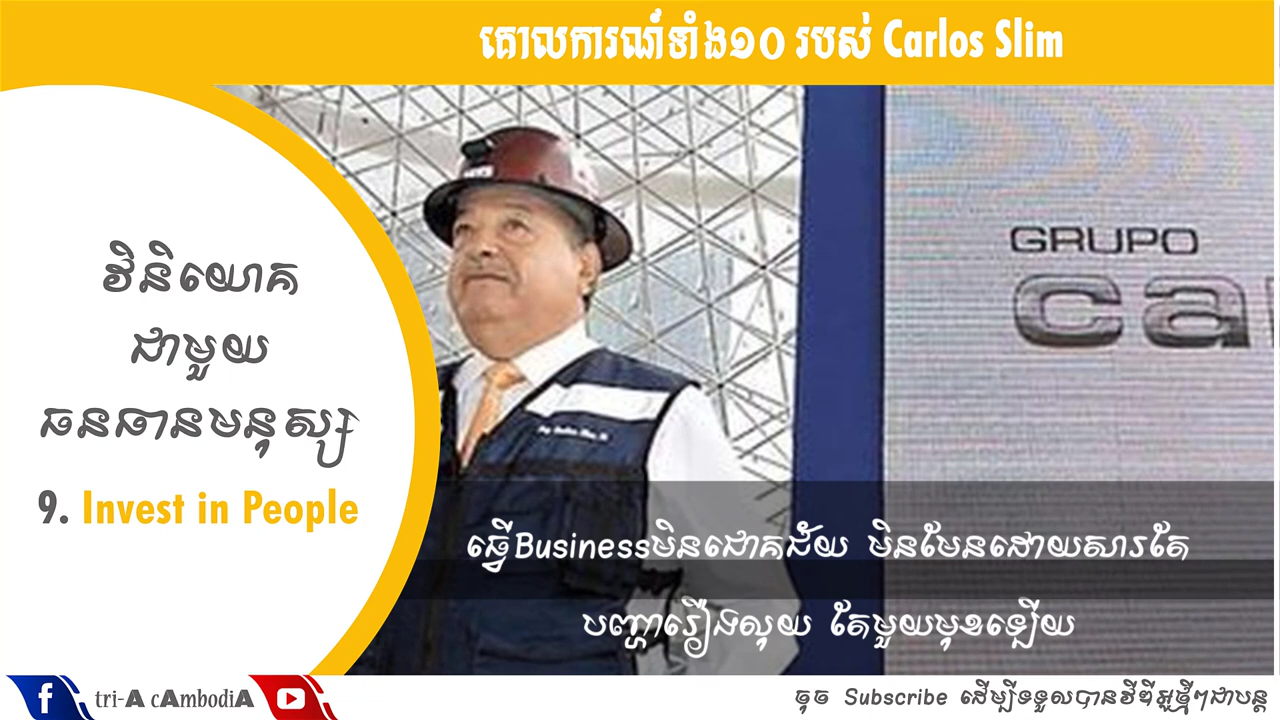 គោលការណ៍ទាំង១០ របស់ Carlos Slim
វិនិយោគ
ជាមួយ
ធនធានមនុស្ស
9. Invest in People
GRUPO
ca
ធ្វើBusinessមិនជោគជ័យ មិនមែនដោយសារតែ
បញ្ហារឿងលុយ តែមួយមុខឡើយ
tri-A cAmbodiA
ចុច Subscribe ដើម្បីទទួលបានវីឌីអូថ្មីៗជាបន្ត